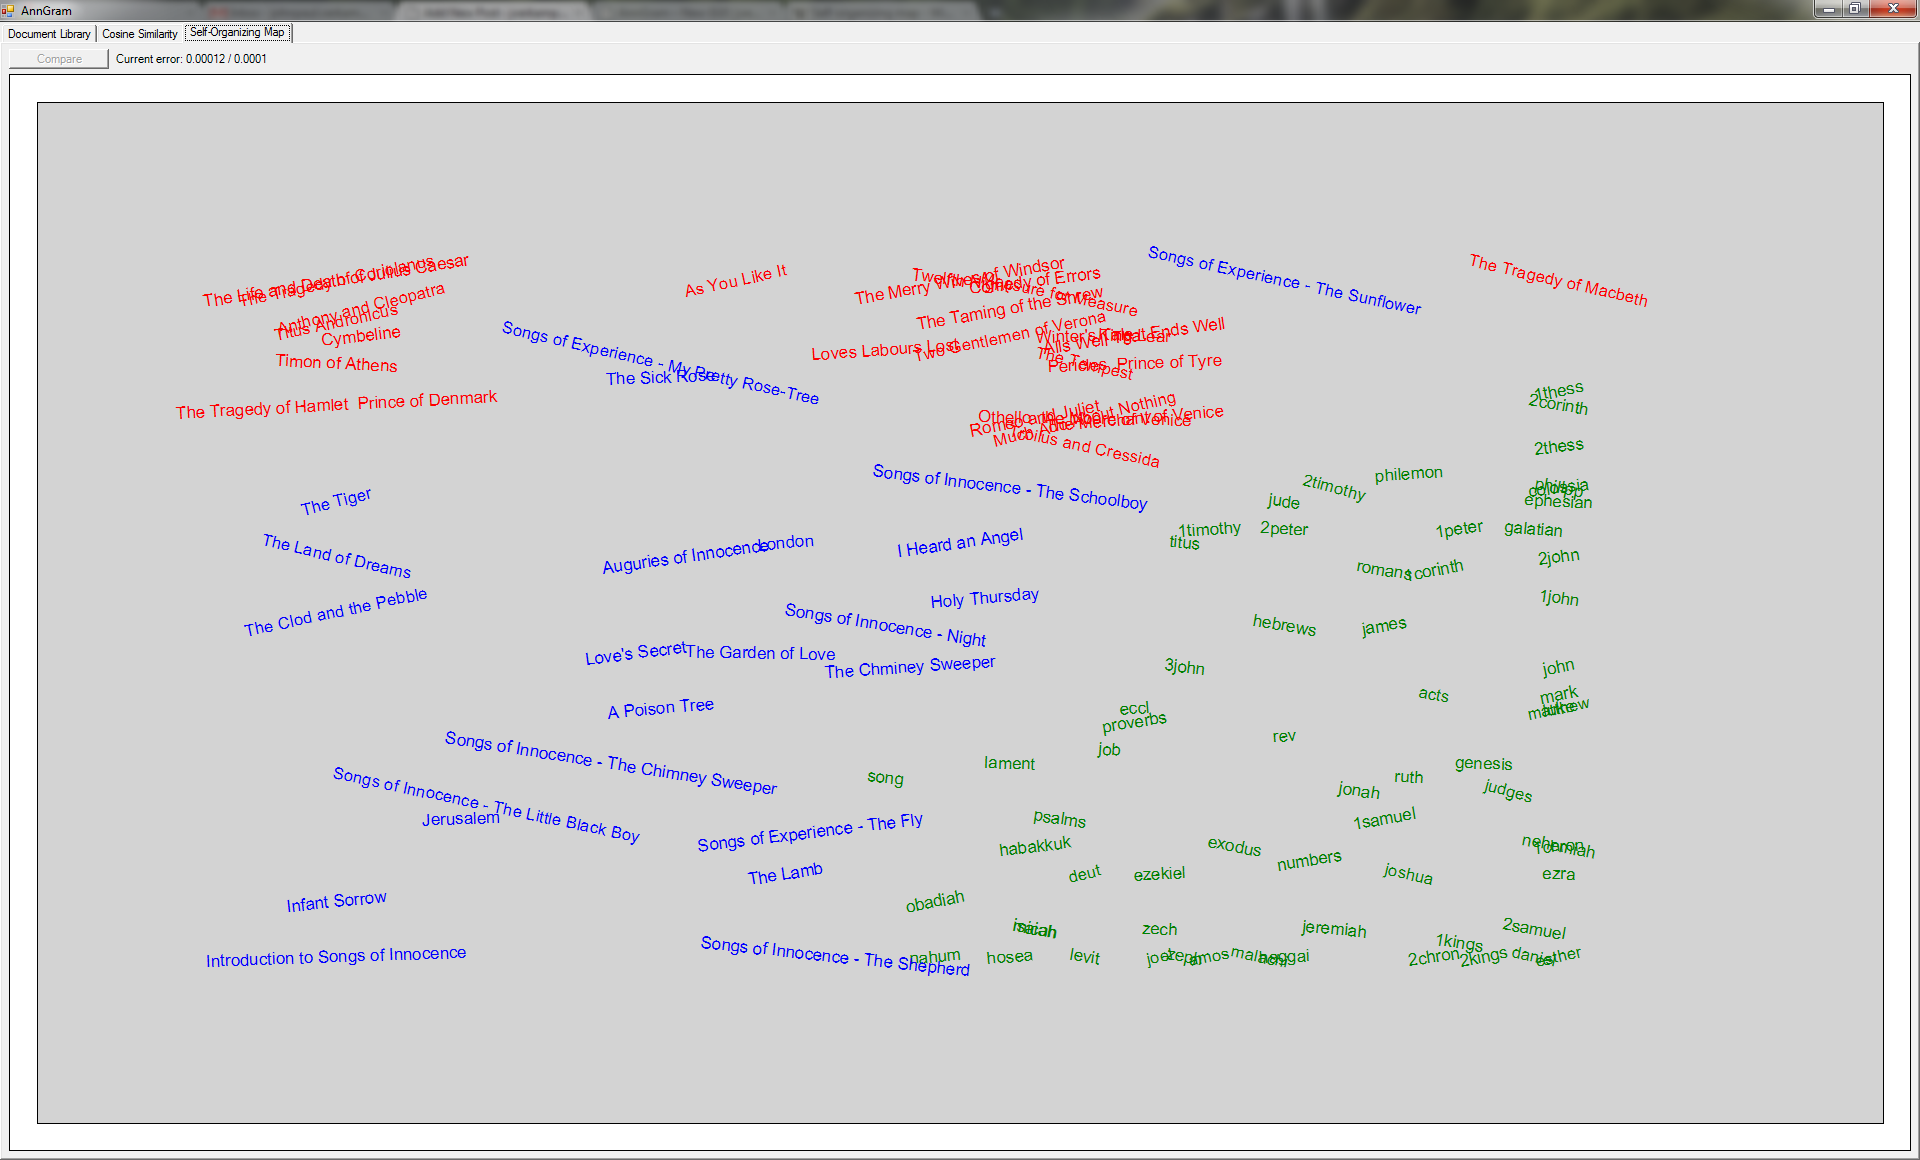 AnnGram
Document Library
Cosine Similarity
Self-Organizing Map
Compare
Current error: 0.00012 / 0.0001
Songs of Experience - The Sunflower
The Tragedy of Macbeth
The Life and Death of Coriolanus
The Tragedy of Julius Caesar
Anthony and Cleopatra
Titus Andronicus
Cymbeline
Timon of Athens
The Tragedy of Hamlet Prince of Denmark
As You Like It
The Merry Wives of Windsor
Comedy of Errors
Measure for Measure
The Taming of the Shrew
Two Gentlemen of Verona
Loves Labours Lost
Winter's Tale
King Lear
Alls Well That Ends Well
The Tempest
Pericles Prince of Tyre
Songs of Experience - My Pretty Rose-Tree
The Sick Rose
Romeo and Juliet
Much Ado About Nothing
The Merchant of Venice
Troilus and Cressida
1thess
2corinth
2thess
Songs of Innocence - The Schoolboy
philemon
2timothy
jude
ephesian
The Tiger
1timothy
2peter
1peter
galatian
titus
The Land of Dreams
Auguries of Innocence
London
I Heard an Angel
2john
romans
1corinth
The Clod and the Pebble
Holy Thursday
1john
Songs of Innocence - Night
hebrews
james
Love's Secret
The Garden of Love
The Chminey Sweeper
3john
john
A Poison Tree
eccl
proverbs
acts
mark
matthew
luke
rev
job
Songs of Innocence - The Chimney Sweeper
lament
song
genesis
ruth
jonah
judges
Songs of Innocence - The Little Black Boy
Jerusalem
Songs of Experience - The Fly
psalms
1samuel
habakkuk
exodus
numbers
nehemiah
1chron
The Lamb
deut
ezekiel
joshua
ezra
Infant Sorrow
obadiah
isaiah
micah
zech
jeremiah
2samuel
1kings
Introduction to Songs of Innocence
Songs of Innocence - The Shepherd
nahum
hosea
levit
joel
zeph
amos
malachi
haggai
2chron
2kings
daniel
esther